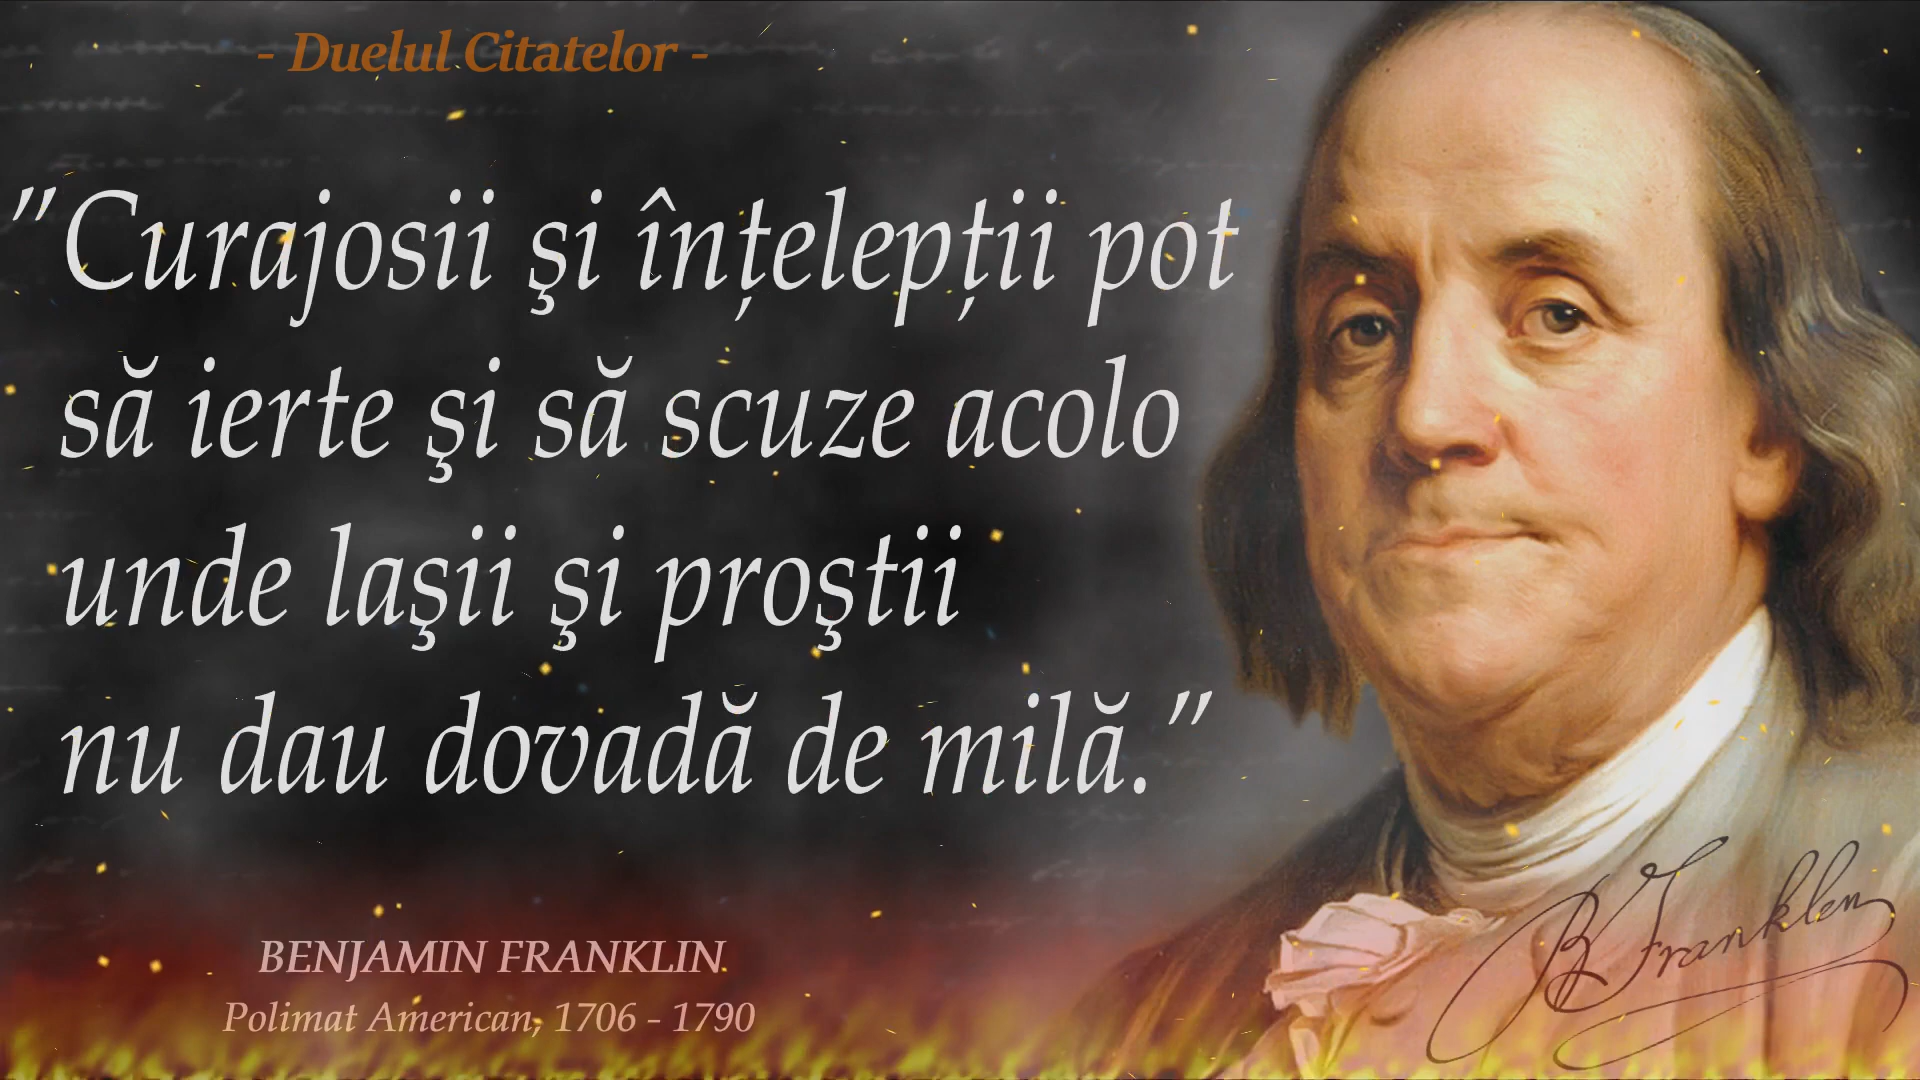 - Duelul Citatelor -
"Curajosii şi înțelepții pot
să ierte şi să scuze acolo
unde laşii şi proştii
nu dau dovadă de milă."
BENJAMIN FRANKLIN
Polimat American, 1706 - 1790
B Franklin